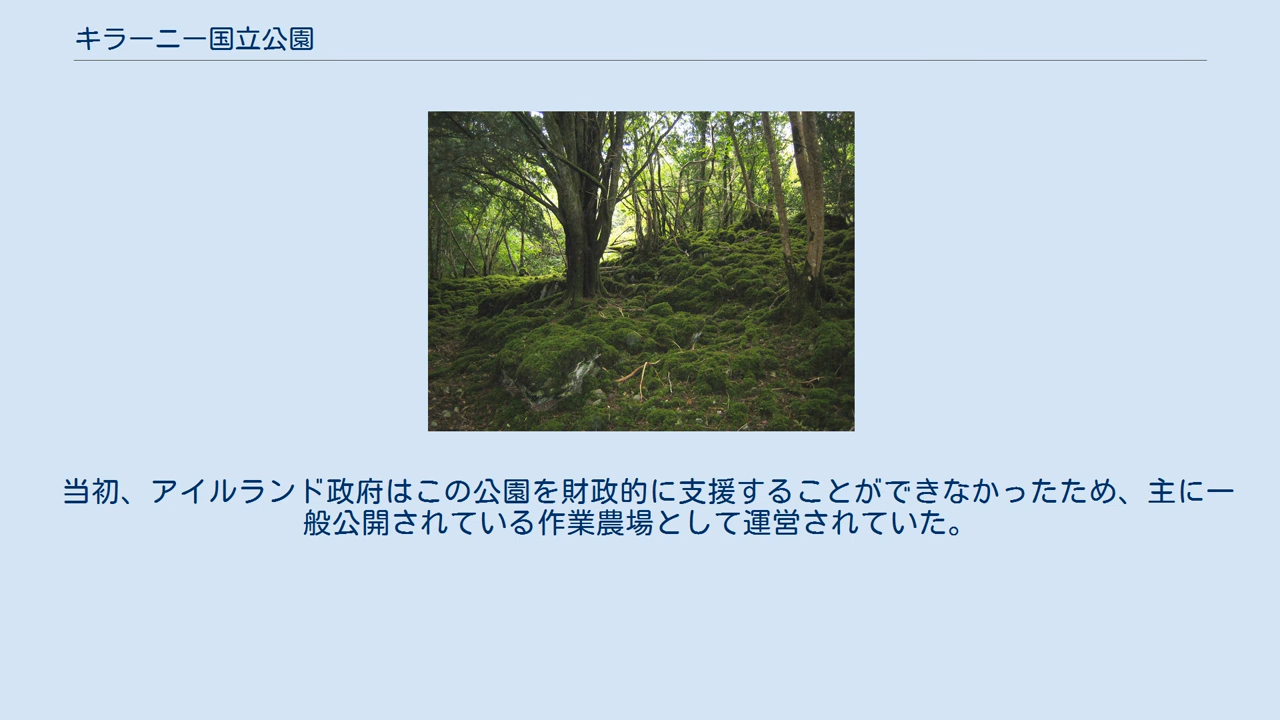 キラーニー国立公園
当初、アイルランド政府はこの公園を財政的に支援することができなかったため、主に一
般公開されている作業農場として運営されていた。